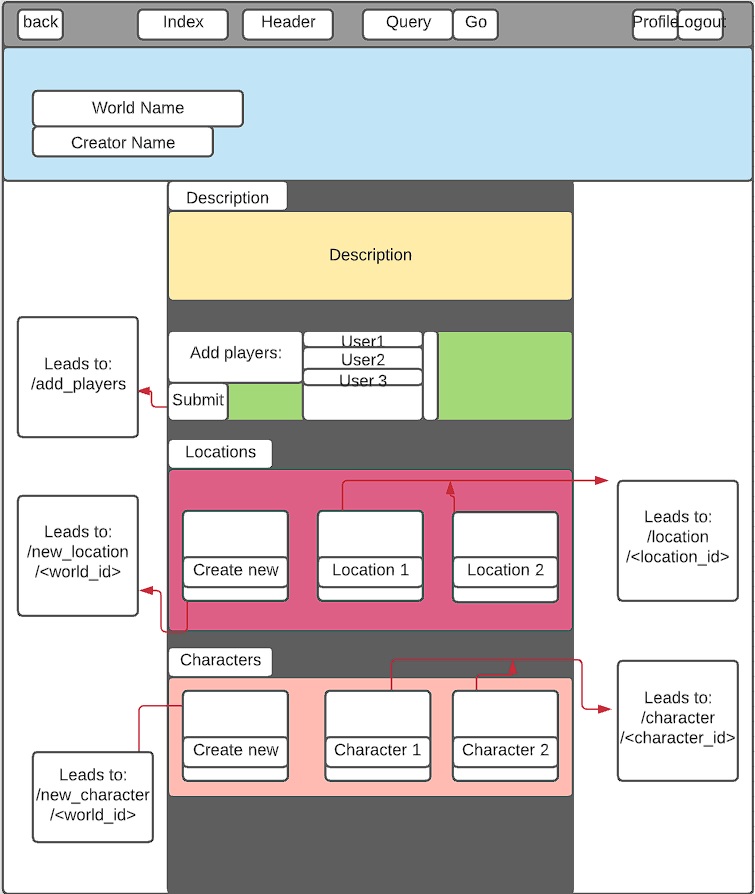 back
Index
Header
Query
Go
Profile
Logout
World Name
Creator Name
Description
Description
Add players:
User1
User2
User 3
Submit
Leads to:
/add_players
Locations
Create new
Location 1
Location 2
Leads to:
/new_location
/<world_id>
Leads to:
/location
/<location_id>
Characters
Create new
Character 1
Character 2
Leads to:
/character
/<character_id>
Leads to:
/new_character
/<world_id>